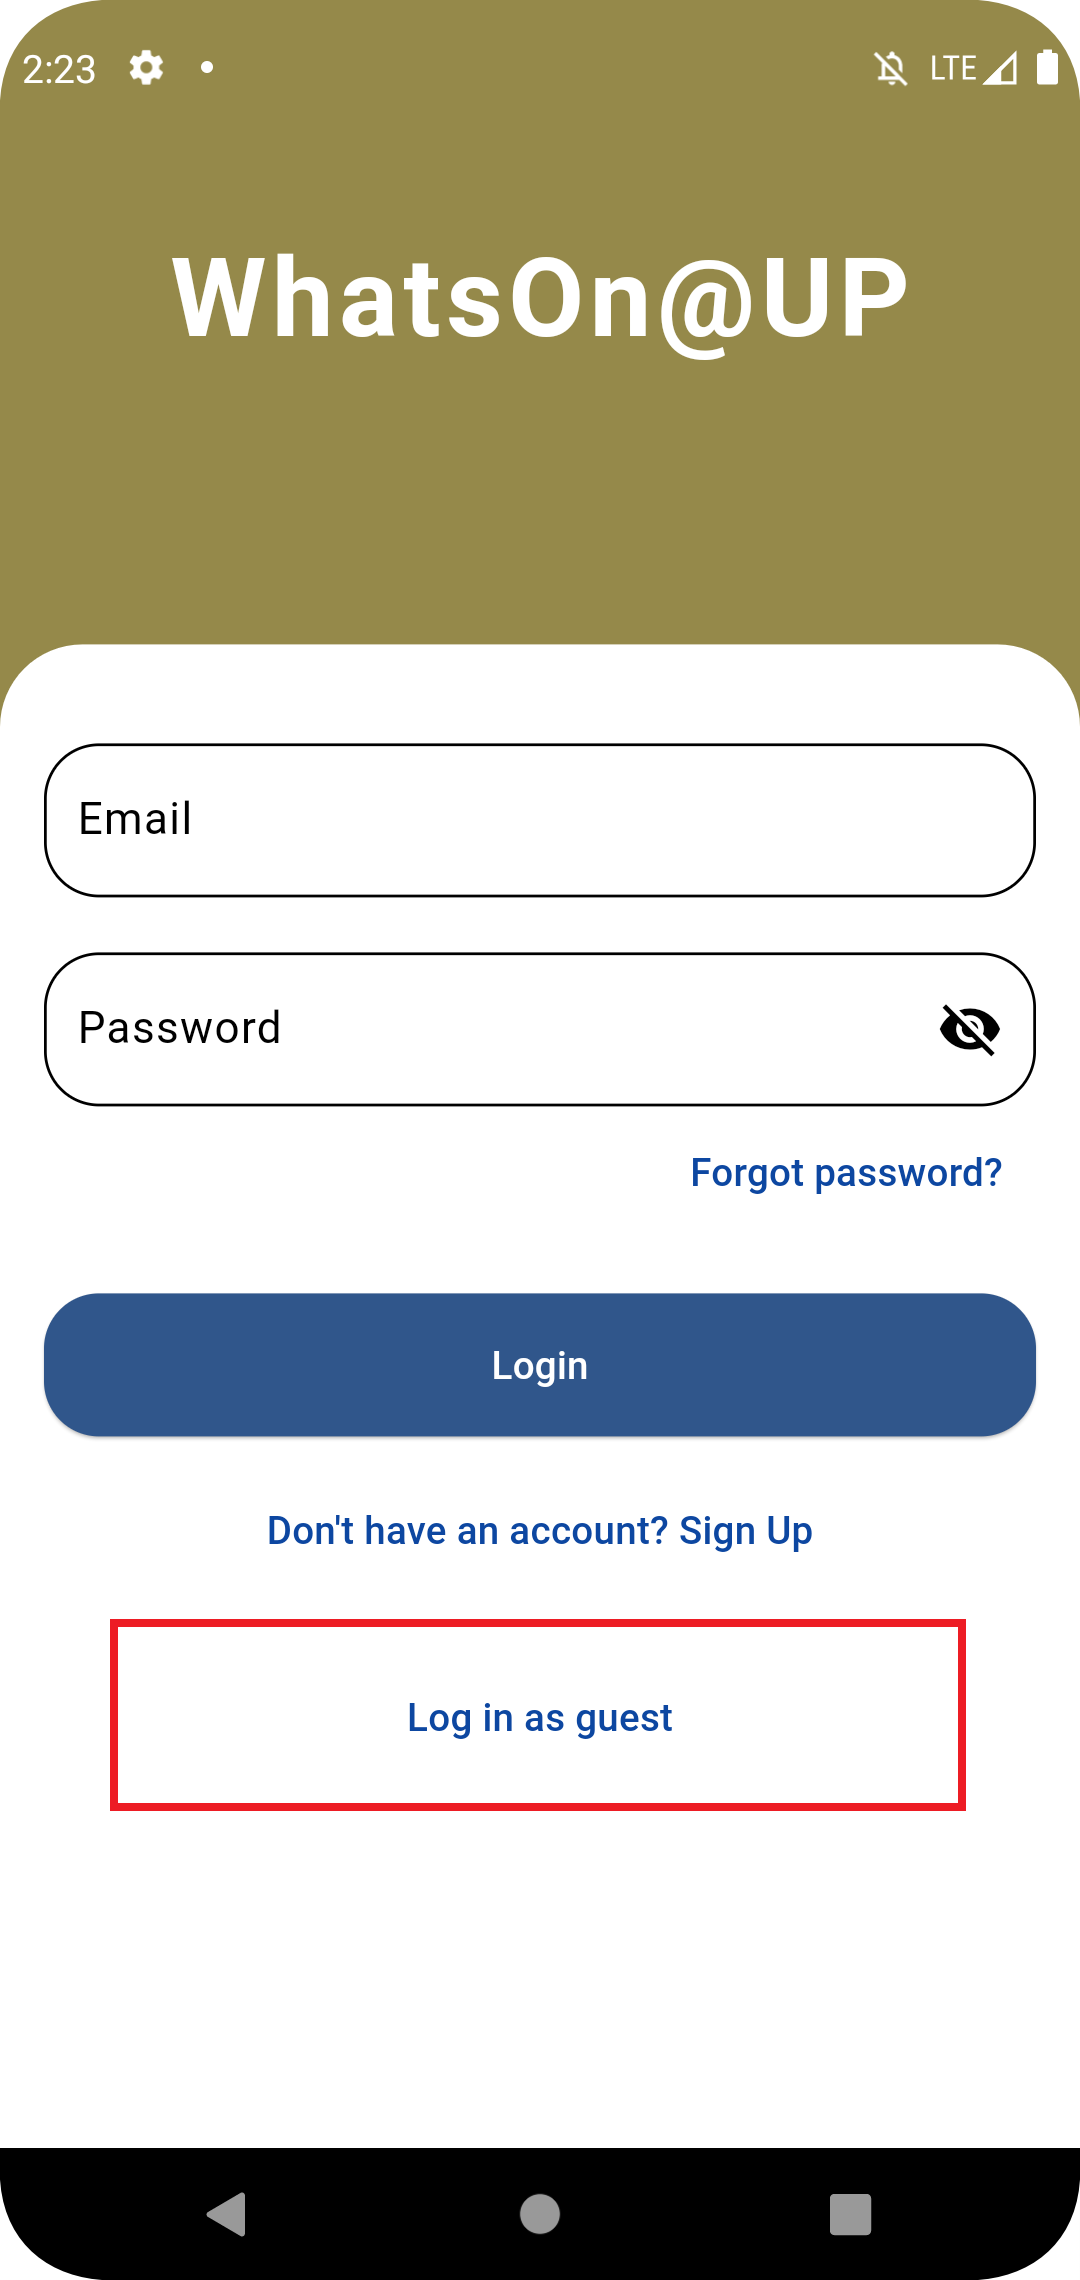 2:23
LTE
WhatsOn@UP
Email
Password
Forgot password?
Login
Don't have an account? Sign Up
Log in as guest